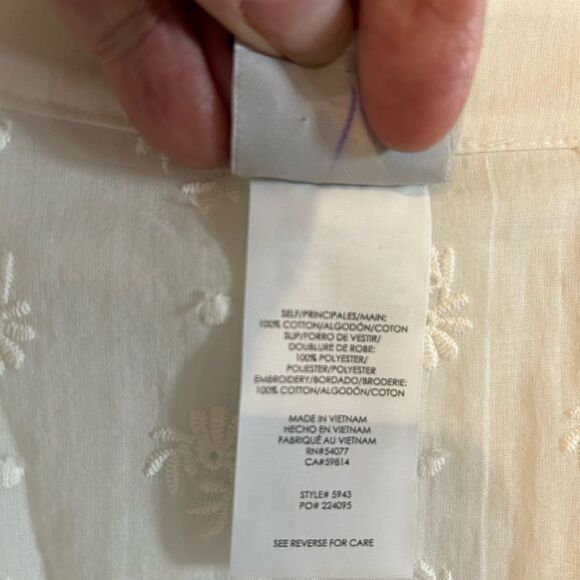 SELF/PRINCIPALES/MAIN:
100% COTTON/ALGODÓN/COTON
SLIP/FORRO DE VESTIR/
DOUBLURE DE ROBE:
100% POLYESTER/
POLIESTER/POLYESTER
EMBROIDERY/BORDADO/BRODERIE:
100% COTTON/ALGODÓN/COTON
MADE IN VIETNAM
HECHO EN VIETNAM
FABRIQUÉ AU VIETNAM
RN#54077
CA#59814
STYLE# 5943
PO# 224095
SEE REVERSE FOR CARE